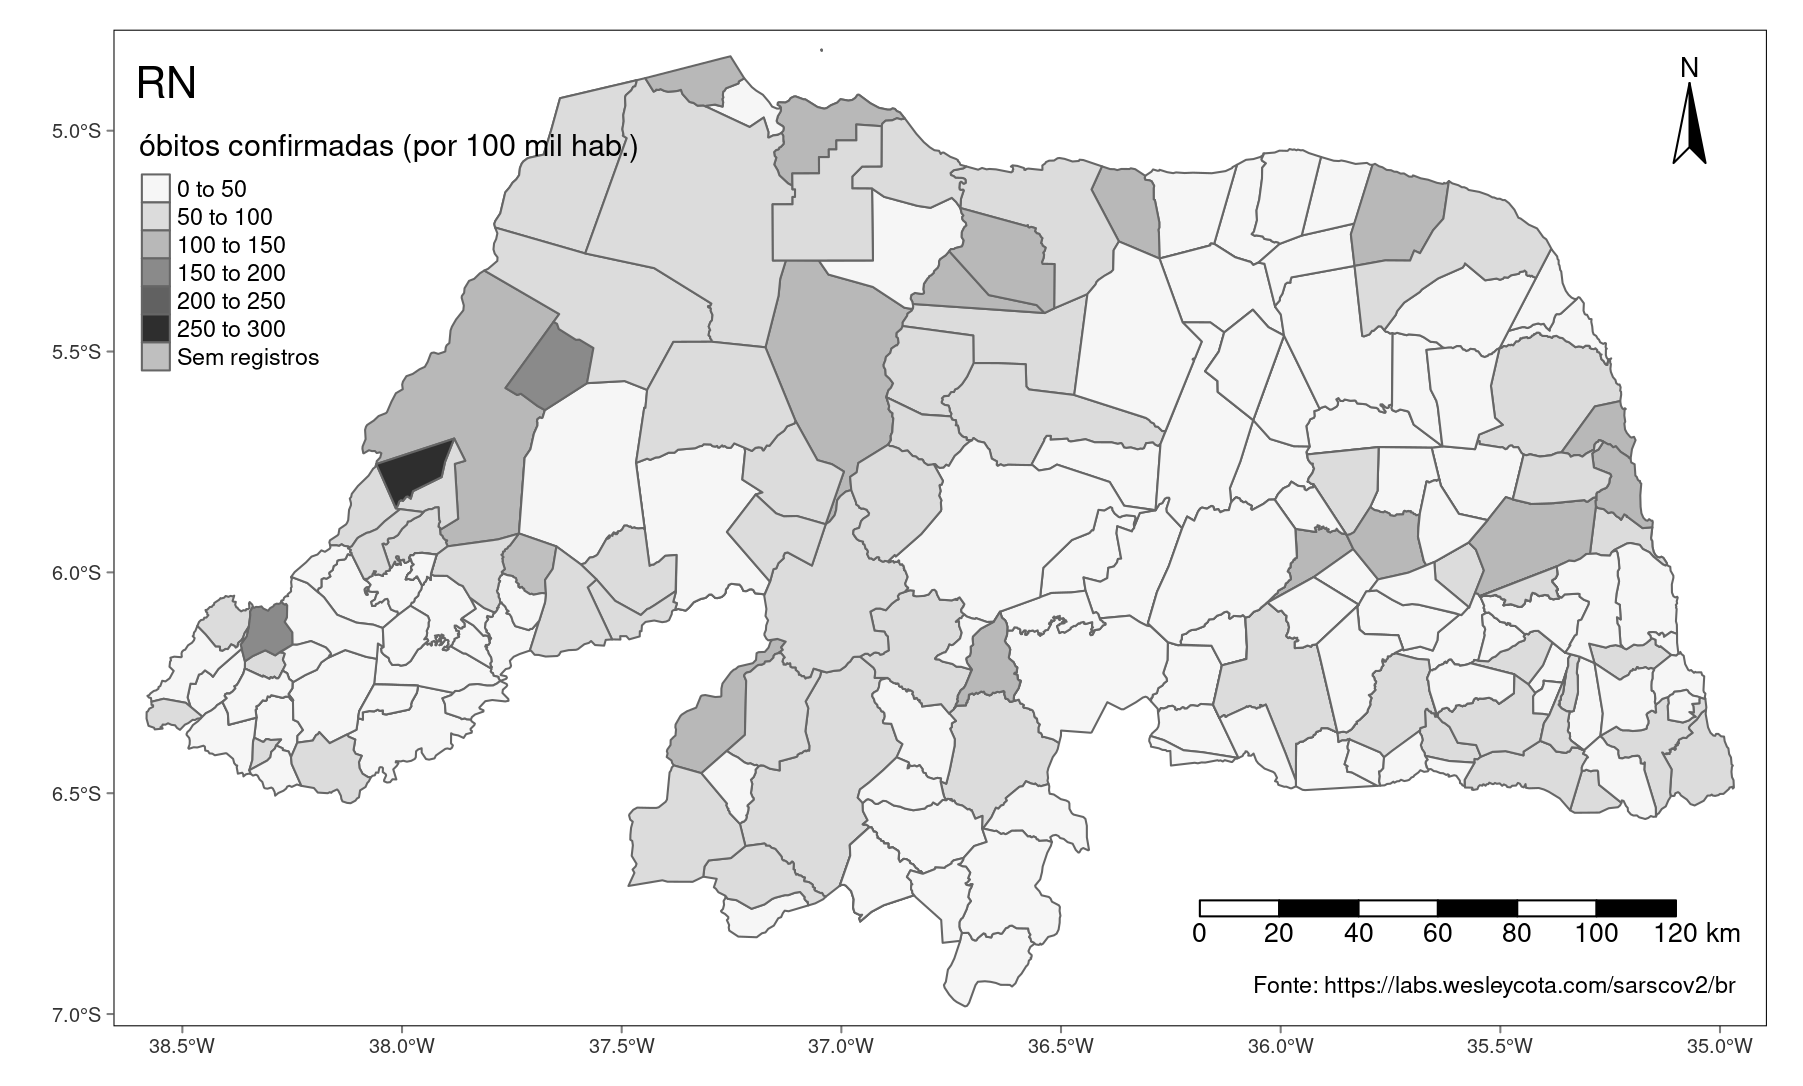 RN
N
óbitos confirmadas (por 100 mil hab.)
0 to 50
50 to 100
100 to 150
150 to 200
200 to 250
250 to 300
Sem registros
5.0°S
5.5°S
6.0°S
6.5°S
7.0°S
0 20 40 60 80 100 120 km
Fonte: https://labs.wesleycota.com/sarscov2/br
38.5°W 38.0°W 37.5°W 37.0°W 36.5°W 36.0°W 35.5°W 35.0°W